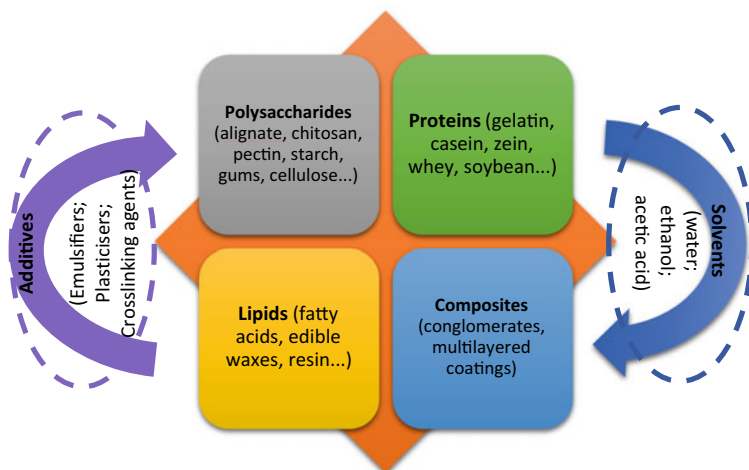 Polysaccharides
(alignate, chitosan,
pectin, starch,
gums, cellulose...)
Proteins (gelatin,
casein, zein,
whey, soybean...)
Additives
(Emulsifiers;
Plasticisers;
Crosslinking agents)
Solvents
(water;
ethanol;
acetic acid)
Lipids (fatty
acids, edible
waxes, resin...)
Composites
(conglomerates,
multilayered
coatings)